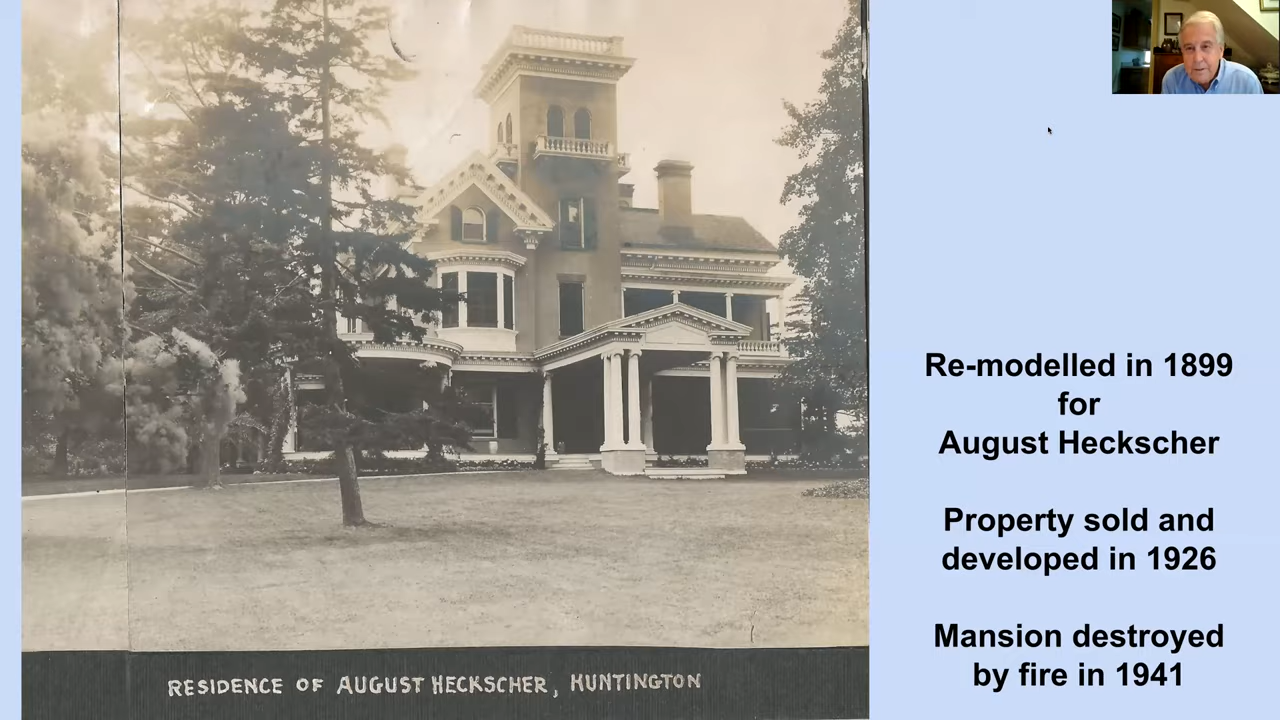 RESIDENCE OF AUGUST HECKSCHER, HUNTINGTON
Re-modelled in 1899
for
August Heckscher
Property sold and
developed in 1926
Mansion destroyed
by fire in 1941